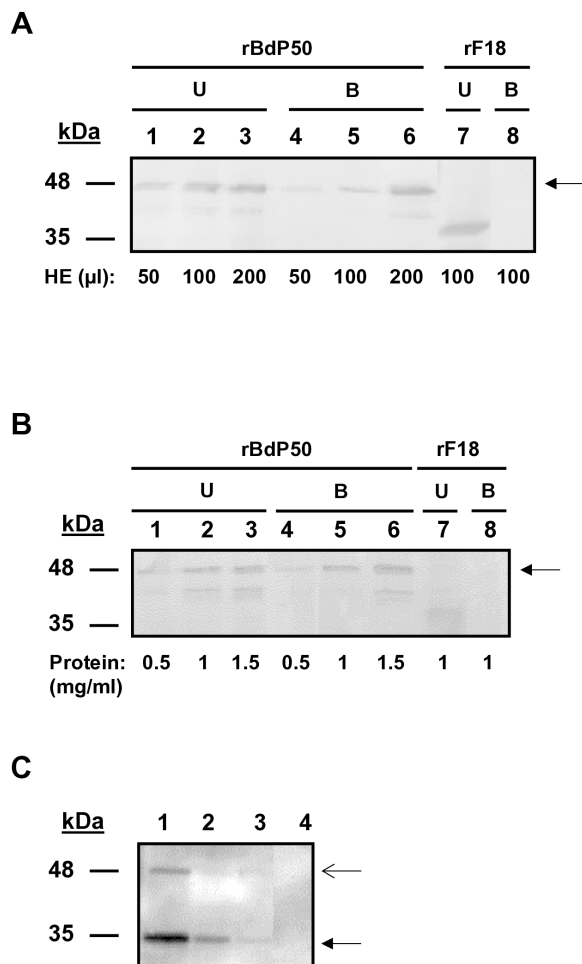 A
rBdP50 rF18
U B U B
kDa 1 2 3 4 5 6 7 8
48
35
HE (µl): 50 100 200 50 100 200 100 100
B
rBdP50 rF18
U B U B
kDa 1 2 3 4 5 6 7 8
48
35
Protein: 0.5 1 1.5 0.5 1 1.5 1 1
(mg/ml)
C
kDa 1 2 3 4
48
35